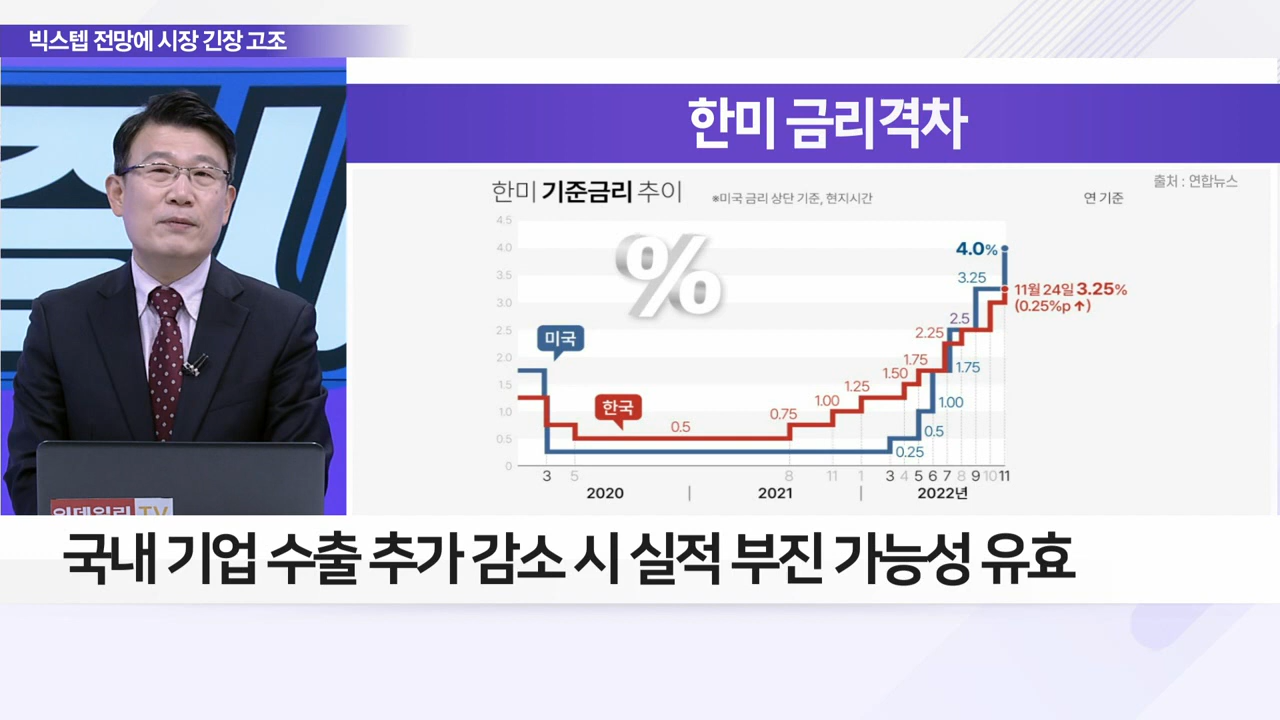 빅스텝 전망에 시장 긴장 고조
한미 금리격차
출처 : 연합뉴스
한미 기준금리 추이
※미국 금리 상단 기준, 현지시간
연 기준
4.5
4.0
3.5
3.0
2.5
2.0
1.5
1.0
0.5
0
%
미국
한국
0.5
0.75
1.00
1.25
1.50
1.75
2.25
2.5
3.25
4.0%
11월 24일 3.25%
(0.25%p ↑)
1.75
1.00
0.5
0.25
3 5 8 11 1 3 4 5 6 7 8 9 10 11
2020 | 2021 | 2022년
이데일리 TV
국내 기업 수출 추가 감소 시 실적 부진 가능성 유효